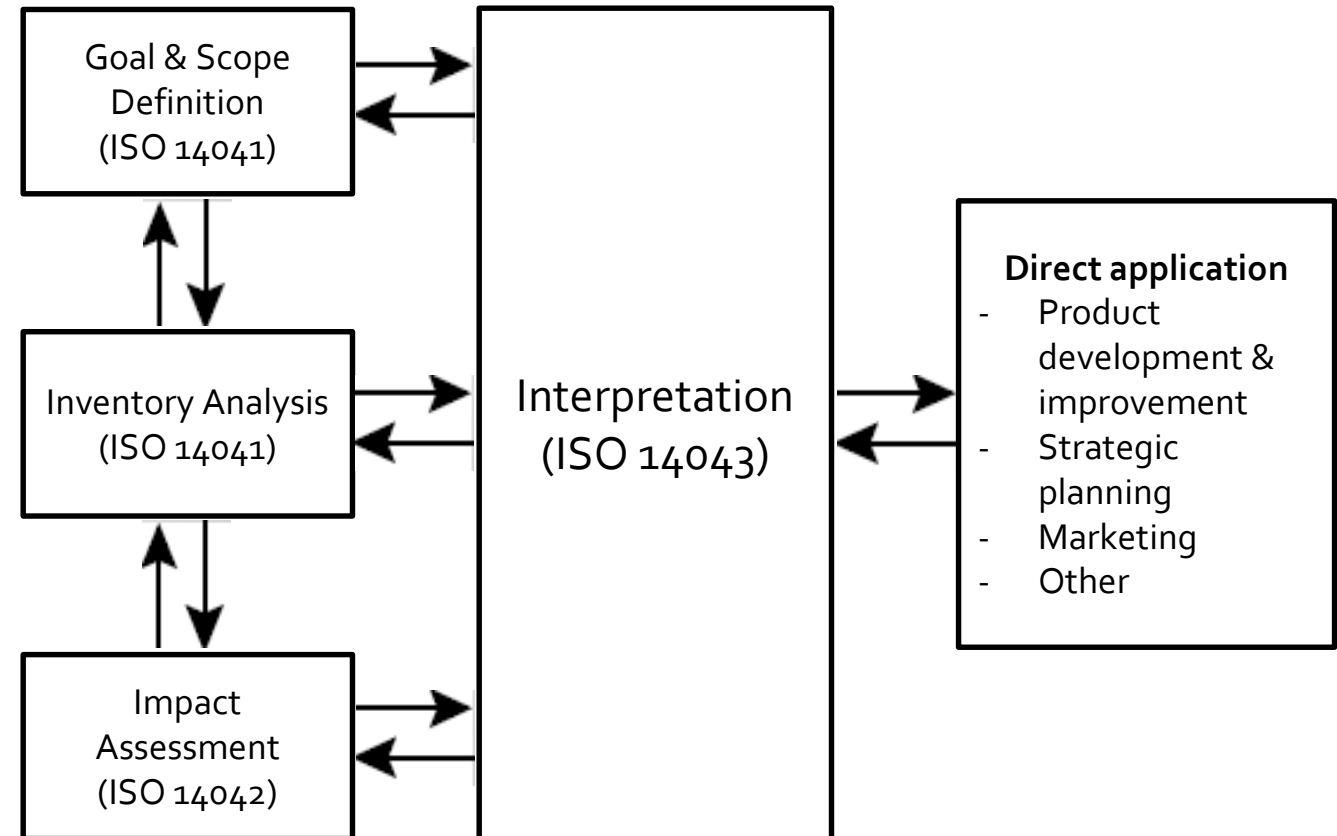 Goal & Scope
Definition
(ISO 14041)
Inventory Analysis
(ISO 14041)
Impact
Assessment
(ISO 14042)
Interpretation
(ISO 14043)
Direct application
- Product
development &
improvement
- Strategic
planning
- Marketing
- Other